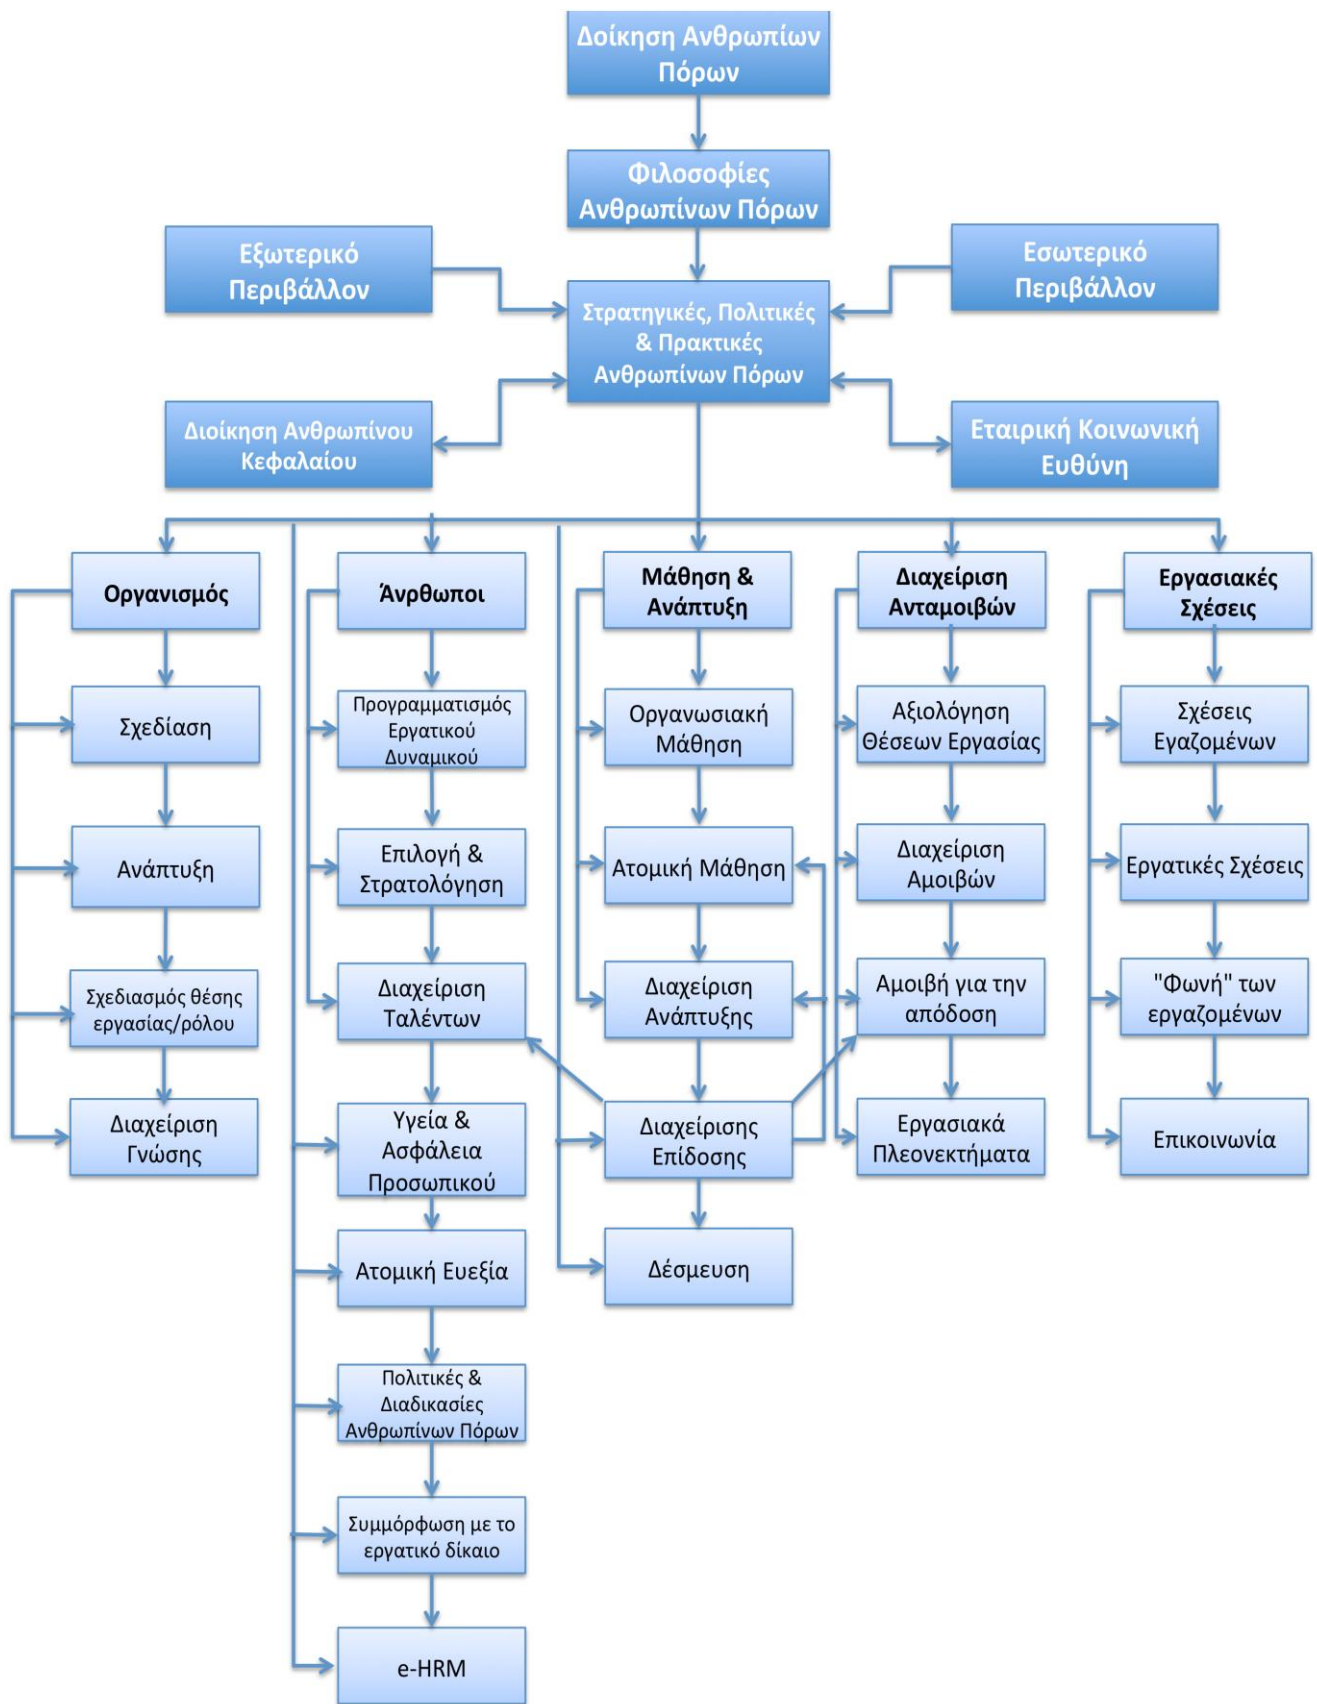 Δοίκηση Ανθρωπίων
Πόρων
Φιλοσοφίες
Ανθρωπίνων Πόρων
Εξωτερικό
Περιβάλλον
Εσωτερικό
Περιβάλλον
Στρατηγικές, Πολιτικές
& Πρακτικές
Ανθρωπίνων Πόρων
Διοίκηση Ανθρωπίνου
Κεφαλαίου
Εταιρική Κοινωνική
Ευθύνη
Οργανισμός
Άνρθωποι
Μάθηση &
Ανάπτυξη
Διαχείριση
Ανταμοιβών
Εργασιακές
Σχέσεις
Σχεδίαση
Προγραμματισμός
Εργατικού
Δυναμικού
Οργανωσιακή
Μάθηση
Αξιολόγηση
Θέσεων Εργασίας
Σχέσεις
Εγαζομένων
Ανάπτυξη
Επιλογή &
Στρατολόγηση
Ατομική Μάθηση
Διαχείριση
Αμοιβών
Εργατικές Σχέσεις
Σχεδιασμός θέσης
εργασίας/ρόλου
Διαχείριση
Ταλέντων
Διαχείριση
Ανάπτυξης
Αμοιβή για την
απόδοση
"Φωνή" των
εργαζομένων
Διαχείριση
Γνώσης
Υγεία &
Ασφάλεια
Προσωπικού
Διαχείρισης
Επίδοσης
Εργασιακά
Πλεονεκτήματα
Επικοινωνία
Ατομική Ευεξία
Δέσμευση
Πολιτικές &
Διαδικασίες
Ανθρωπίνων Πόρων
Συμμόρφωση με το
εργατικό δίκαιο
e-HRM